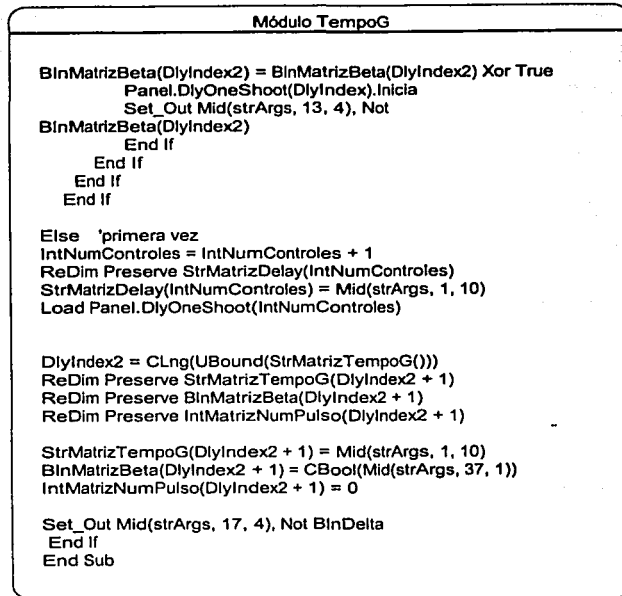 Módulo TempoG
BlnMatrizBeta(DlyIndex2) = BlnMatrizBeta(DlyIndex2) Xor True
Panel.DlyOneShoot(DlyIndex).Inicia
Set_Out Mid(strArgs, 13, 4), Not
BlnMatrizBeta(DlyIndex2)
End If
End If
End If
End If
Else 'primera vez
IntNumControles = IntNumControles + 1
ReDim Preserve StrMatrizDelay(IntNumControles)
StrMatrizDelay(IntNumControles) = Mid(strArgs, 1, 10)
Load Panel.DlyOneShoot(IntNumControles)
DlyIndex2 = CLng(UBound(StrMatrizTempoG()))
ReDim Preserve StrMatrizTempoG(DlyIndex2 + 1)
ReDim Preserve BlnMatrizBeta(DlyIndex2 + 1)
ReDim Preserve IntMatrizNumPulso(DlyIndex2 + 1)
StrMatrizTempoG(DlyIndex2 + 1) = Mid(strArgs, 1, 10)
BlnMatrizBeta(DlyIndex2 + 1) = CBool(Mid(strArgs, 37, 1))
IntMatrizNumPulso(DlyIndex2 + 1) = 0
Set_Out Mid(strArgs, 17, 4), Not BlnDelta
End If
End Sub